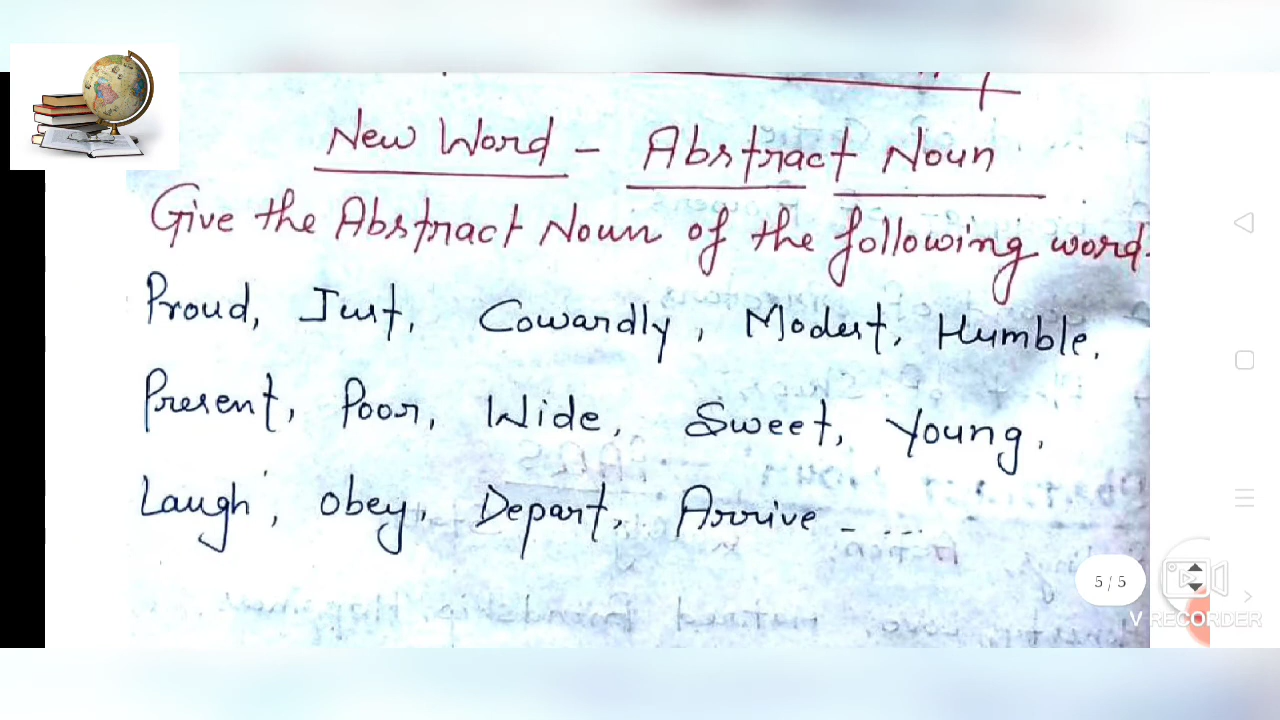 New Word - Abstract Noun
Give the Abstract Noun of the following word.
Proud, Just, Cowardly, Modest, Humble,
Present, Poor, Wide, Sweet, Young,
Laugh, Obey, Depart, Arrive - ...
5/5
V RECORDER